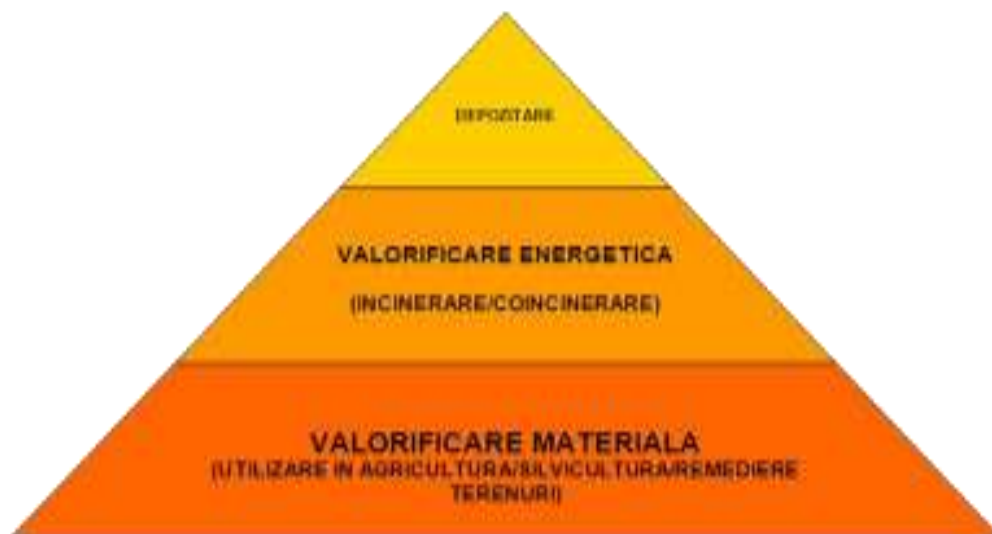 DEPOZITARE
VALORIFICARE ENERGETICA
(INCINERARE/COINCINERARE)
VALORIFICARE MATERIALA
(UTILIZARE IN AGRICULTURA/SILVICULTURA/REMEDIERE
TERENURI)